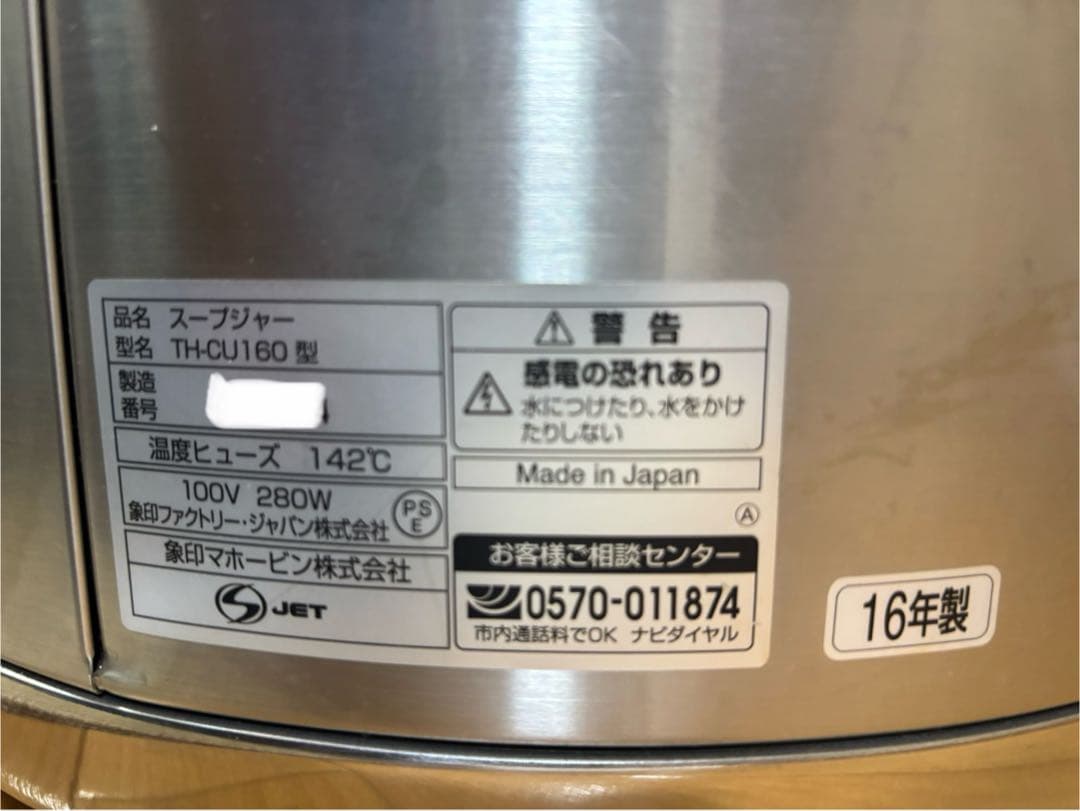 品名 スープジャー
型名 TH-CU160 型
製造
番号
温度ヒューズ 142℃
100V 280W
象印ファクトリー・ジャパン株式会社
PS
E
象印マホービン株式会社
JET
警告
感電の恐れあり
水につけたり、水をかけ
たりしない
Made in Japan
A
お客様ご相談センター
0570-011874
市内通話料でOK ナビダイヤル
16年製